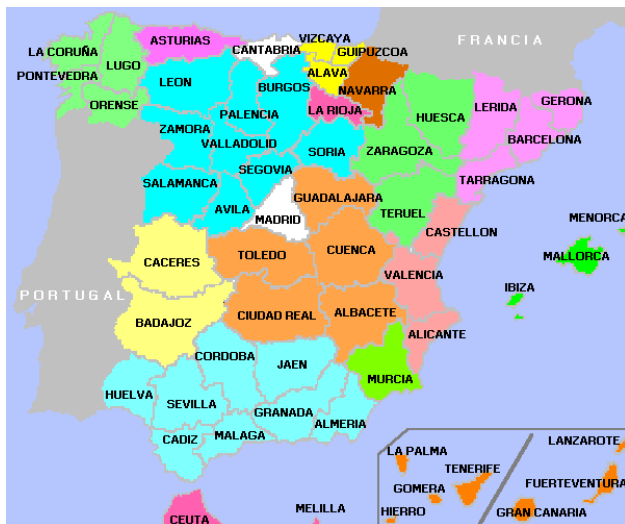 VIZCAYA
FRANCIA
ASTURIAS
LA CORUÑA
CANTABRIA
GUIPUZCOA
LUGO
PONTEVEDRA
LEON
ALAVA
BURGOS
NAVARRA
ORENSE
PALENCIA
LA RIOJA
HUESCA
LERIDA
GERONA
ZAMORA
VALLADOLID
SORIA
ZARAGOZA
BARCELONA
SEGOVIA
SALAMANCA
GUADALAJARA
TARRAGONA
AVILA
MADRID
TERUEL
CASTELLON
MENORCA
CACERES
TOLEDO
CUENCA
MALLORCA
VALENCIA
IBIZA
PORTUGAL
BADAJOZ
CIUDAD REAL
ALBACETE
ALICANTE
CORDOBA
JAEN
MURCIA
HUELVA
SEVILLA
GRANADA
ALMERIA
CADIZ
MALAGA
LANZAROTE
LA PALMA
TENERIFE
GOMERA
FUERTEVENTURA
CEUTA
MELILLA
HIERRO
GRAN CANARIA